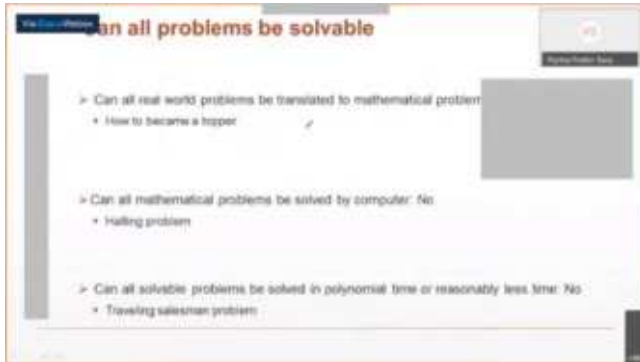 an all problems be solvable
➢ Can all real world problems be translated to mathematical problem
• How to became a topper
➢ Can all mathematical problems be solved by computer: No
• Halting problem
➢ Can all solvable problems be solved in polynomial time or reasonably less time: No
• Traveling salesman problem